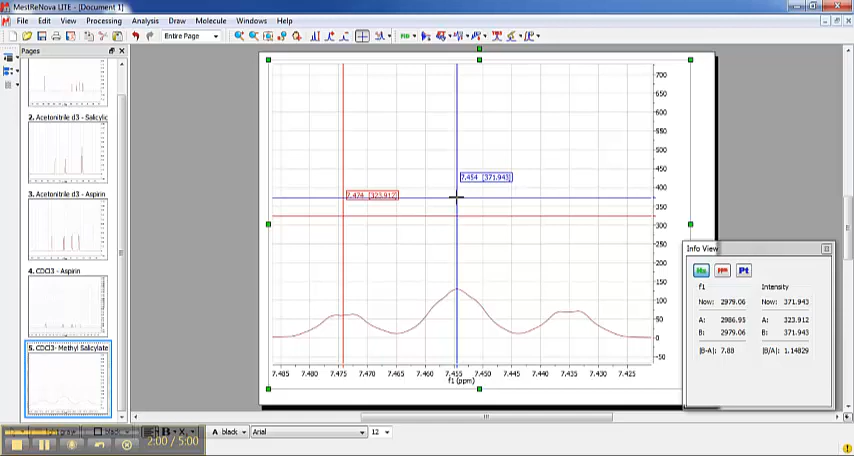 MestReNova LITE - [Document 1]
File Edit View Processing Analysis Draw Molecule Windows Help
Entire Page
Pages
2. Acetonitrile d3 - Salicylic
3. Acetonitrile d3 - Aspirin
4. CDCl3 - Aspirin
5. CDCl3- Methyl Salicylate
7.454 [371.943]
7.474 [323.912]
700
650
600
550
500
450
400
350
300
250
200
150
100
50
0
-50
7.485 7.480 7.475 7.470 7.465 7.460 7.455 7.450 7.445 7.440 7.435 7.430 7.425
f1 (ppm)
Info View
Hz ppm Pt
f1 Intensity
Now: 2979.06 Now: 371.943
A: 2986.95 A: 323.912
B: 2979.06 B: 371.943
|B-A|: 7.88 |B/A|: 1.14829
black
B
X
A black Arial 12
2:00 / 5:00